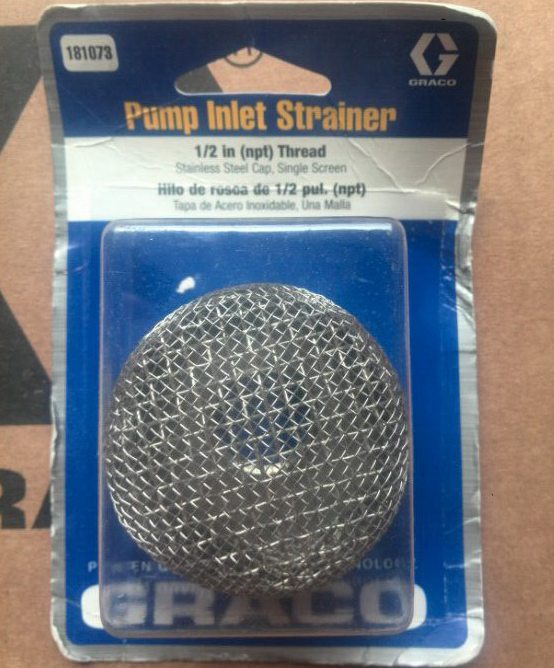 181073
GRACO
Pump Inlet Strainer
1/2 in (npt) Thread
Stainless Steel Cap, Single Screen
Hilo de rosca de 1/2 pul. (npt)
Tapa de Acero Inoxidable, Una Malla
GRACO